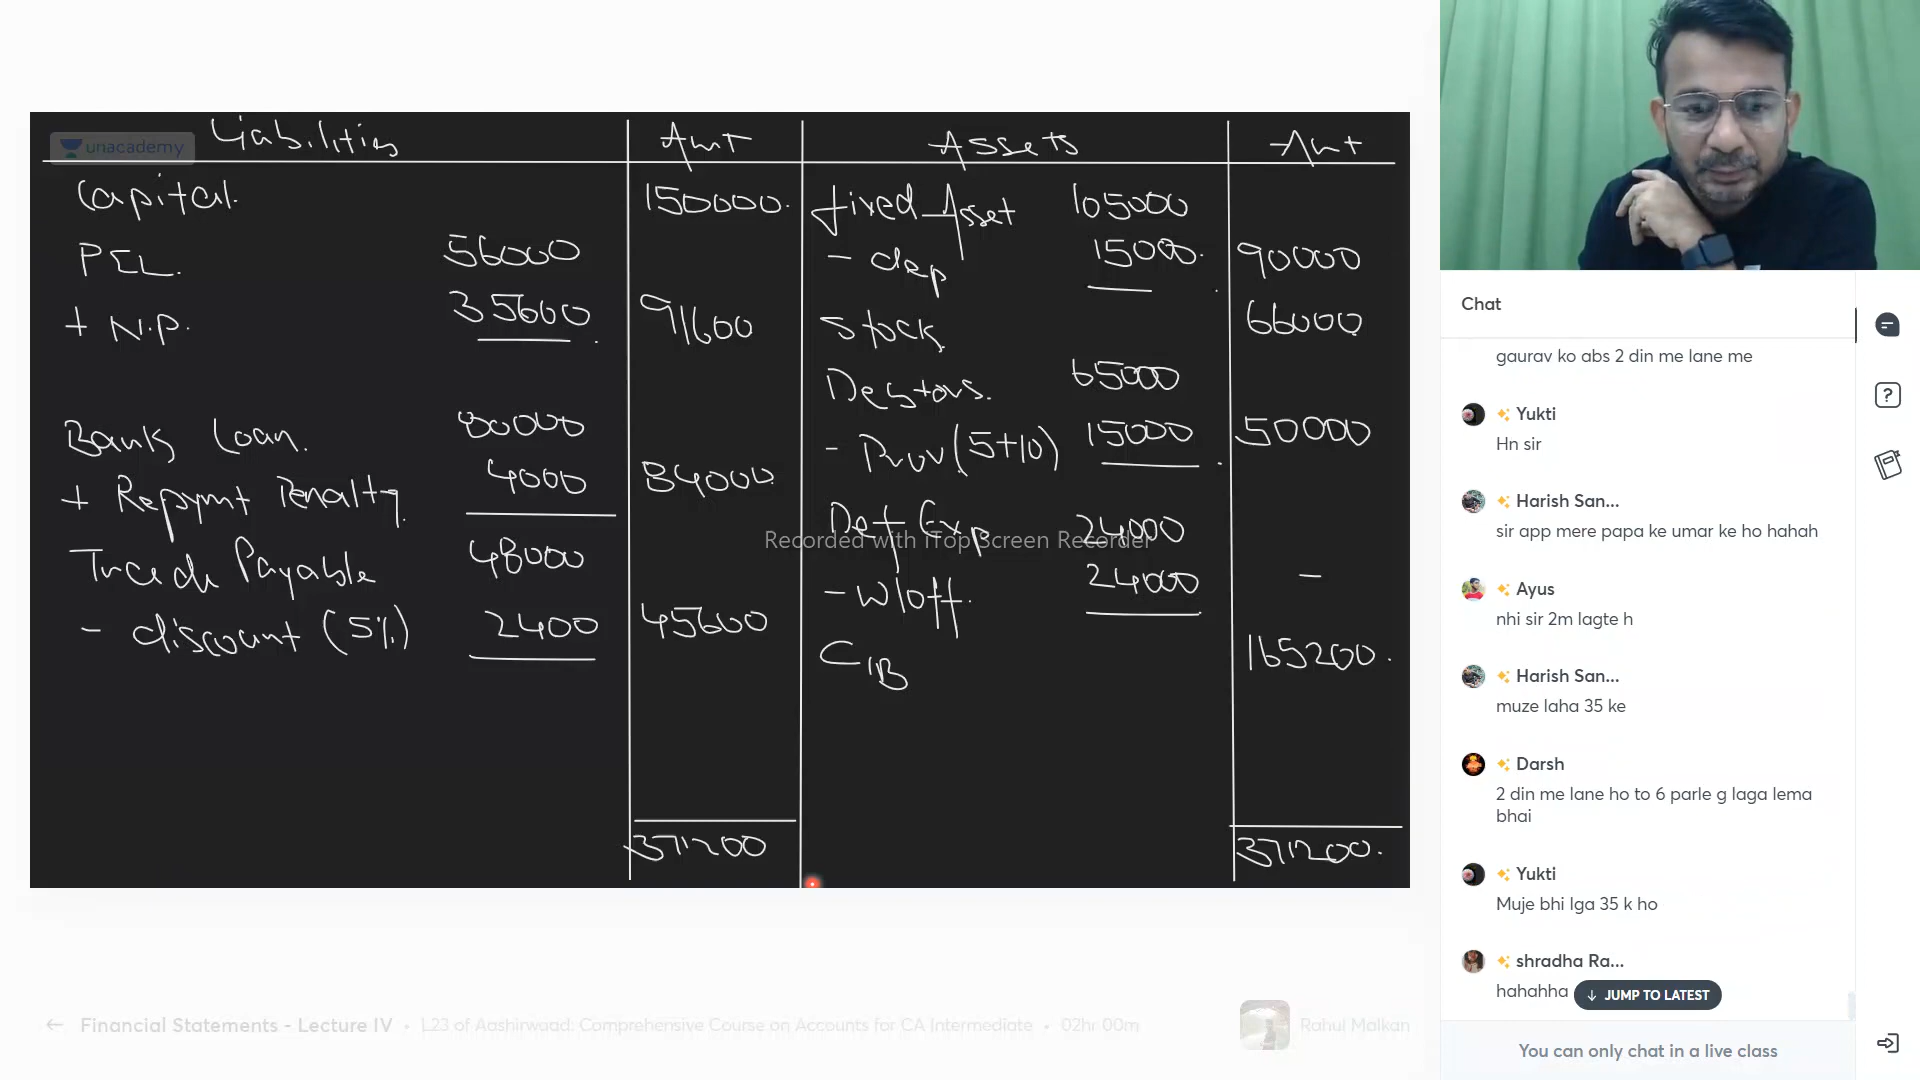 unacademy
Liabilities Amt Assets Amt
Capital. 150000. Fixed Asset 105000
- dep 15000. 90000
P&L. 56000
+ N.P. 35600. 91600
Stock 66000
Debtors. 65000
- Prov (5+10) 15000. 50000
Bank Loan. 80000
+ Repymt Penalty. 4000 84000.
Def Exp 24000
- W/off. 24000 -
Trade Payable 48000
- discount (5%) 2400 45600
C/B 165200.
371200 371200.
Recorded with iTop Screen Recorder
← Financial Statements - Lecture IV • L23 of Aashirwaad: Comprehensive Course on Accounts for CA Intermediate • 02hr 00m
Rahul Malkan
Chat
gaurav ko abs 2 din me lane me
Yukti
Hn sir
Harish San...
sir app mere papa ke umar ke ho hahah
Ayus
nhi sir 2m lagte h
Harish San...
muze laha 35 ke
Darsh
2 din me lane ho to 6 parle g laga lema
bhai
Yukti
Muje bhi lga 35 k ho
shradha Ra...
hahahha
↓ JUMP TO LATEST
You can only chat in a live class